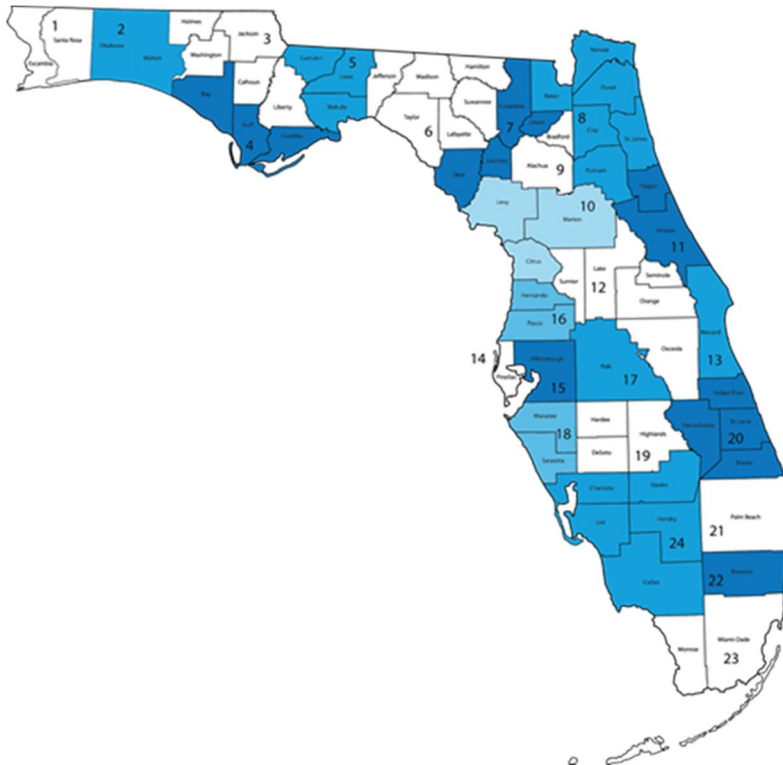 1
Santa Rosa
Escambia
2
Okaloosa
Walton
Holmes
Washington
Jackson
3
Calhoun
Bay
Gulf
4
Franklin
Liberty
Gadsden
5
Leon
Wakulla
Jefferson
Madison
Taylor
6
Hamilton
Suwannee
Lafayette
Dixie
Columbia
7
Gilchrist
Union
Baker
Bradford
Alachua
9
Nassau
Duval
8
Clay
St. Johns
Putnam
Flagler
Volusia
11
Levy
10
Marion
Citrus
Hernando
Pasco
16
Sumter
Lake
12
Seminole
Orange
Osceola
Brevard
13
14
Pinellas
Hillsborough
15
Polk
17
Manatee
18
Sarasota
Hardee
DeSoto
Highlands
19
Indian River
Okeechobee
St. Lucie
20
Martin
Charlotte
Glades
Lee
Hendry
24
Collier
21
Palm Beach
22
Broward
Monroe
Miami-Dade
23